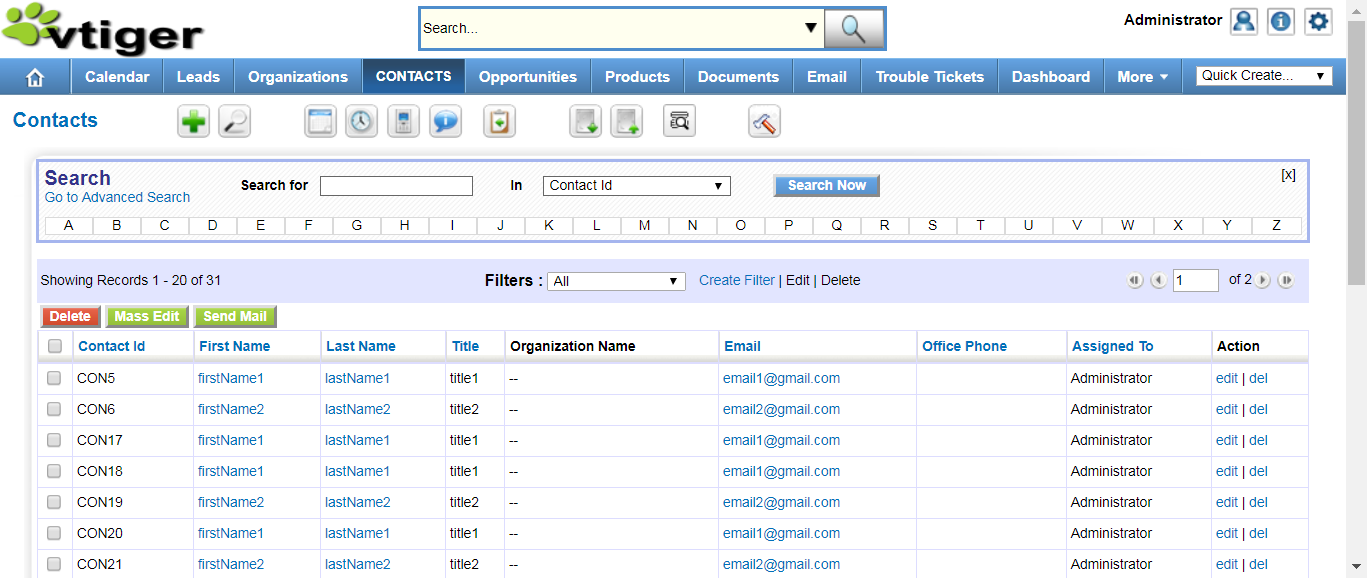 vtiger
Search...
Administrator
Calendar Leads Organizations CONTACTS Opportunities Products Documents Email Trouble Tickets Dashboard More Quick Create...
Contacts
Search
Go to Advanced Search
Search for In Contact Id Search Now [x]
A B C D E F G H I J K L M N O P Q R S T U V W X Y Z
Showing Records 1 - 20 of 31 Filters : All Create Filter | Edit | Delete 1 of 2
Delete Mass Edit Send Mail
Contact Id First Name Last Name Title Organization Name Email Office Phone Assigned To Action
CON5 firstName1 lastName1 title1 -- email1@gmail.com Administrator edit | del
CON6 firstName2 lastName2 title2 -- email2@gmail.com Administrator edit | del
CON17 firstName1 lastName1 title1 -- email1@gmail.com Administrator edit | del
CON18 firstName1 lastName1 title1 -- email1@gmail.com Administrator edit | del
CON19 firstName2 lastName2 title2 -- email2@gmail.com Administrator edit | del
CON20 firstName1 lastName1 title1 -- email1@gmail.com Administrator edit | del
CON21 firstName2 lastName2 title2 -- email2@gmail.com Administrator edit | del